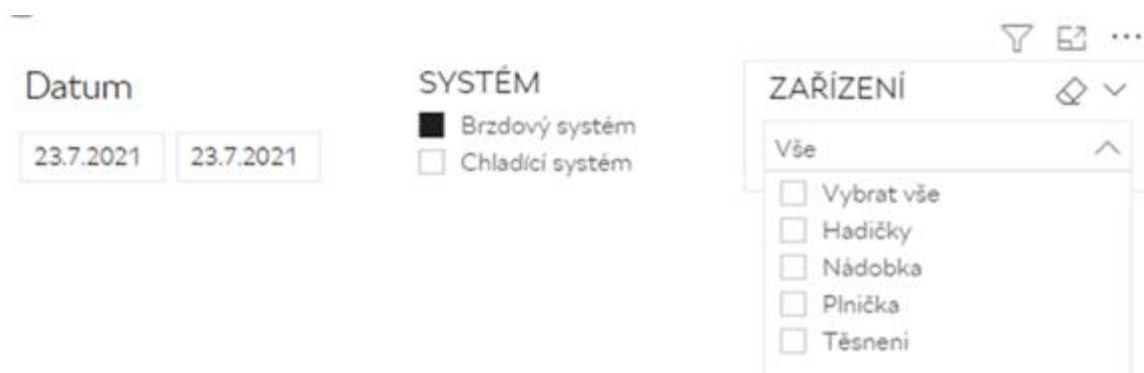 Datum
23.7.2021 23.7.2021
SYSTÉM
Brzdový systém
Chladící systém
ZAŘÍZENÍ
Vše
Vybrat vše
Hadičky
Nádobka
Plnička
Těsneni